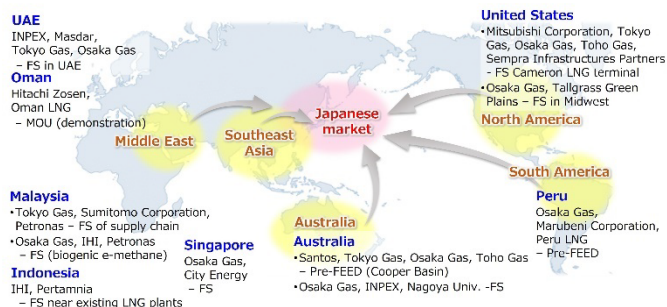 UAE
INPEX, Masdar,
Tokyo Gas, Osaka Gas
– FS in UAE
Oman
Hitachi Zosen,
Oman LNG
– MOU (demonstration)
Middle East
Southeast
Asia
Japanese
market
United States
•Mitsubishi Corporation, Tokyo
Gas, Osaka Gas, Toho Gas,
Sempra Infrastructures Partners
- FS Cameron LNG terminal
•Osaka Gas, Tallgrass Green
Plains – FS in Midwest
North America
South America
Peru
Osaka Gas,
Marubeni Corporation,
Peru LNG
– Pre-FEED
Malaysia
•Tokyo Gas, Sumitomo Corporation,
Petronas – FS of supply chain
•Osaka Gas, IHI, Petronas
– FS (biogenic e-methane)
Indonesia
IHI, Pertamnia
– FS near existing LNG plants
Singapore
Osaka Gas,
City Energy
– FS
Australia
Australia
•Santos, Tokyo Gas, Osaka Gas, Toho Gas
– Pre-FEED (Cooper Basin)
•Osaka Gas, INPEX, Nagoya Univ. -FS